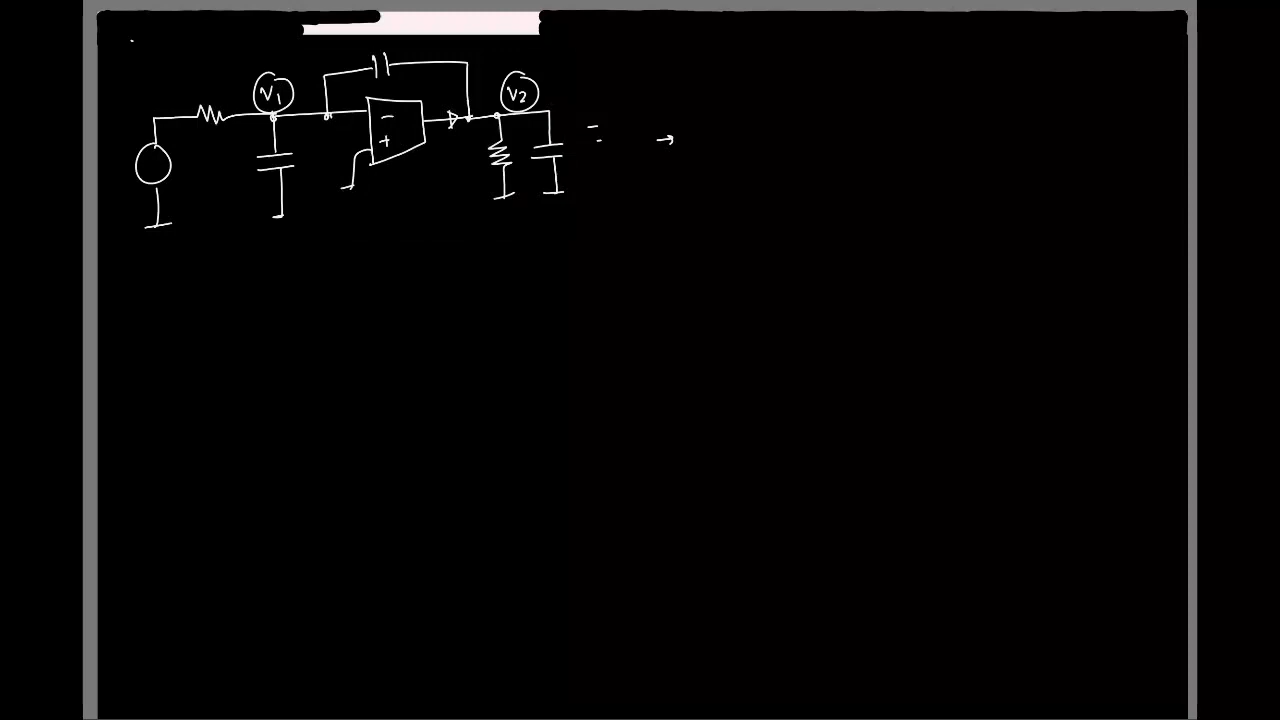 V1
V2
-
+
=
→